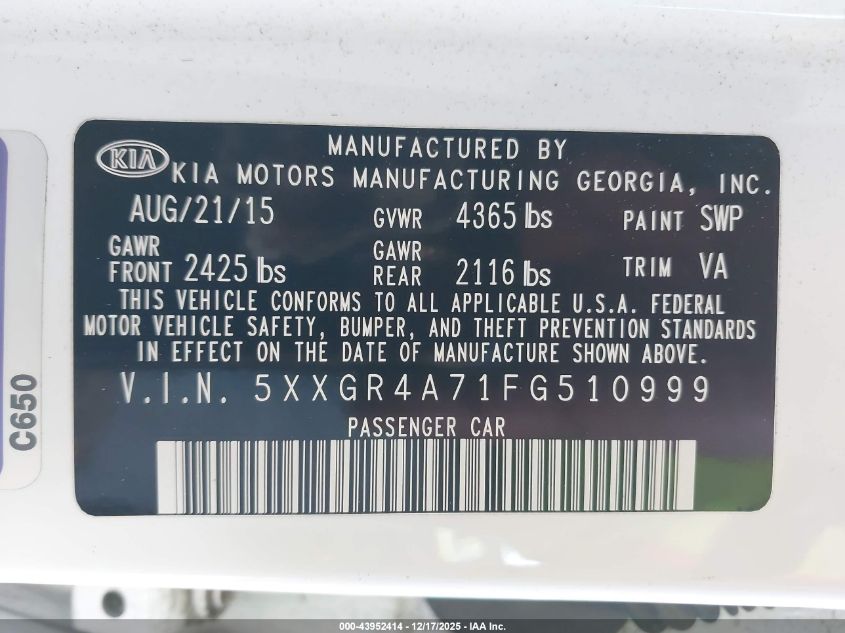 KIA
MANUFACTURED BY
KIA MOTORS MANUFACTURING GEORGIA, INC.
AUG/21/15 GVWR 4365 lbs PAINT SWP
GAWR FRONT 2425 lbs GAWR REAR 2116 lbs TRIM VA
THIS VEHICLE CONFORMS TO ALL APPLICABLE U.S.A. FEDERAL
MOTOR VEHICLE SAFETY, BUMPER, AND THEFT PREVENTION STANDARDS
IN EFFECT ON THE DATE OF MANUFACTURE SHOWN ABOVE.
V.I.N. 5XXGR4A71FG510999
PASSENGER CAR
C650
000-43952414 - 12/17/2025 - IAA Inc.